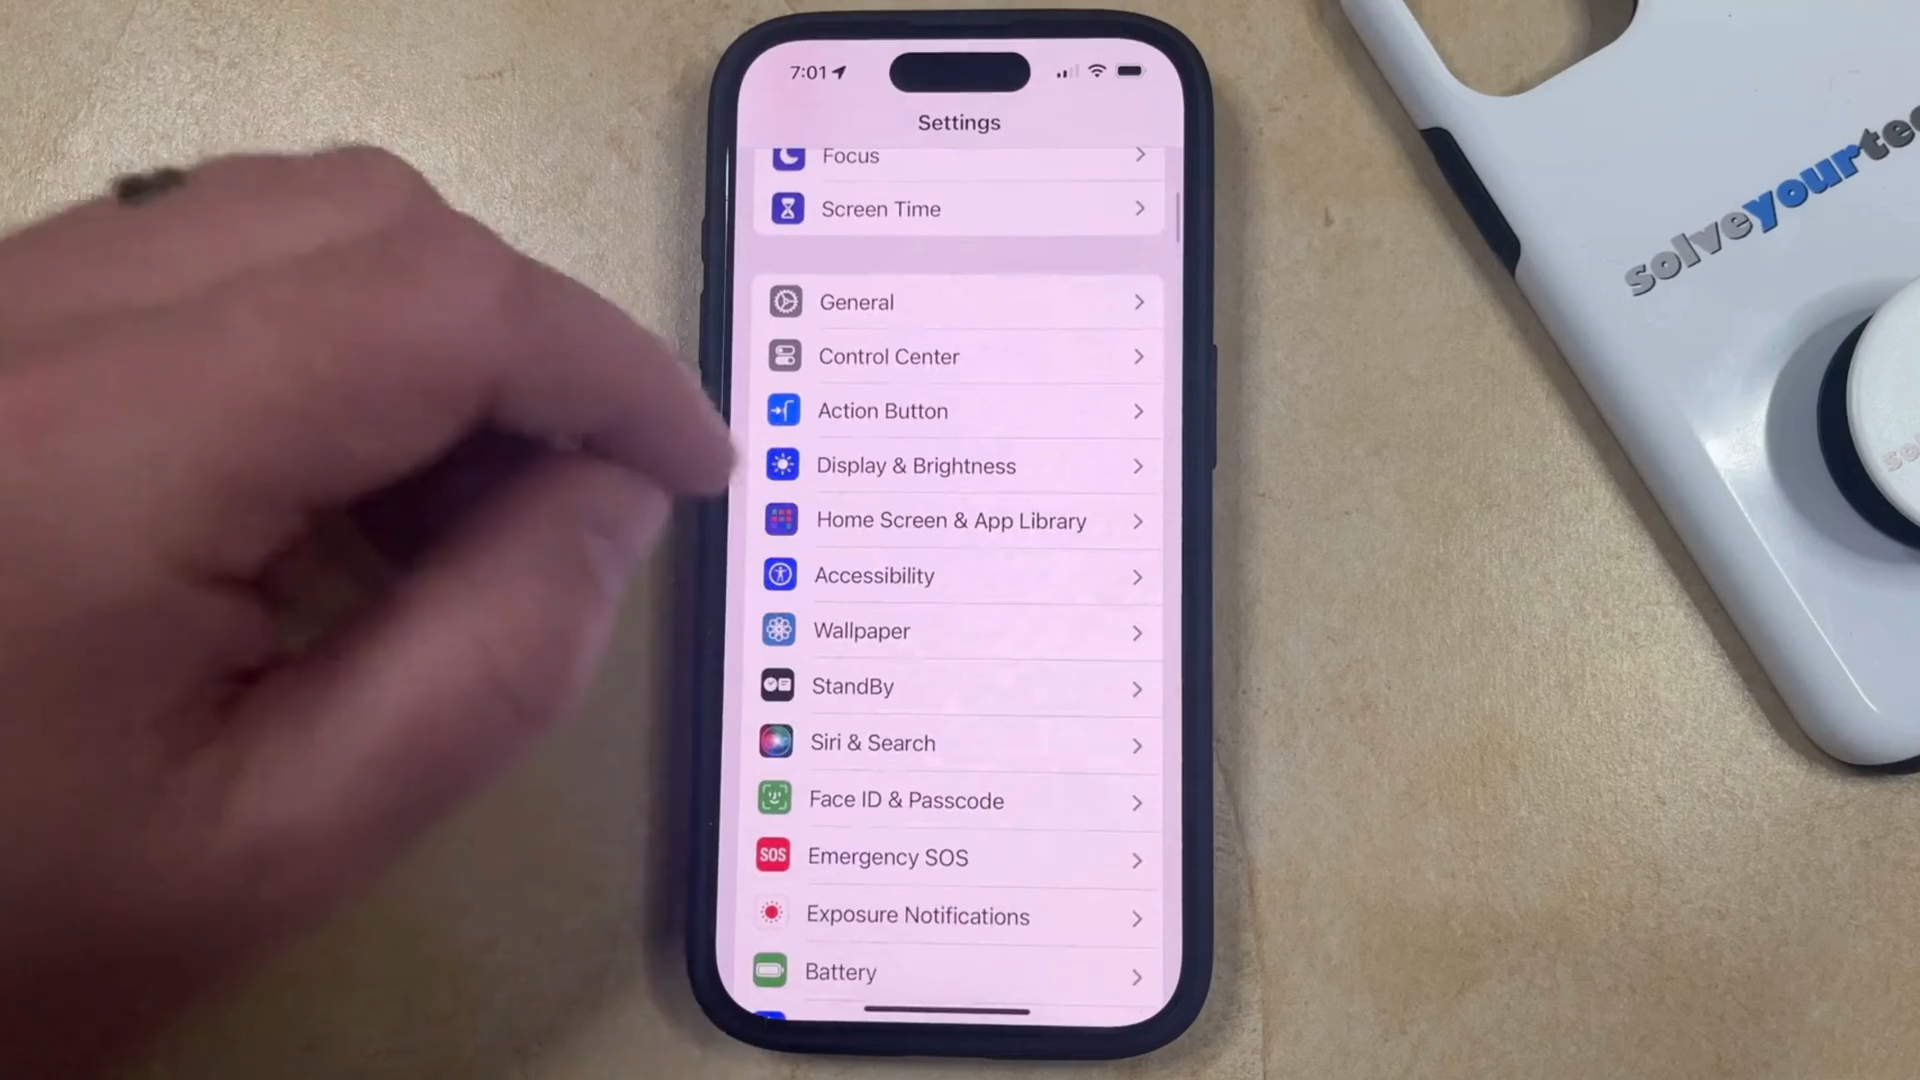 7:01
Settings
Focus
Screen Time
General
Control Center
Action Button
Display & Brightness
Home Screen & App Library
Accessibility
Wallpaper
StandBy
Siri & Search
Face ID & Passcode
SOS
Emergency SOS
Exposure Notifications
Battery
solveyourtec